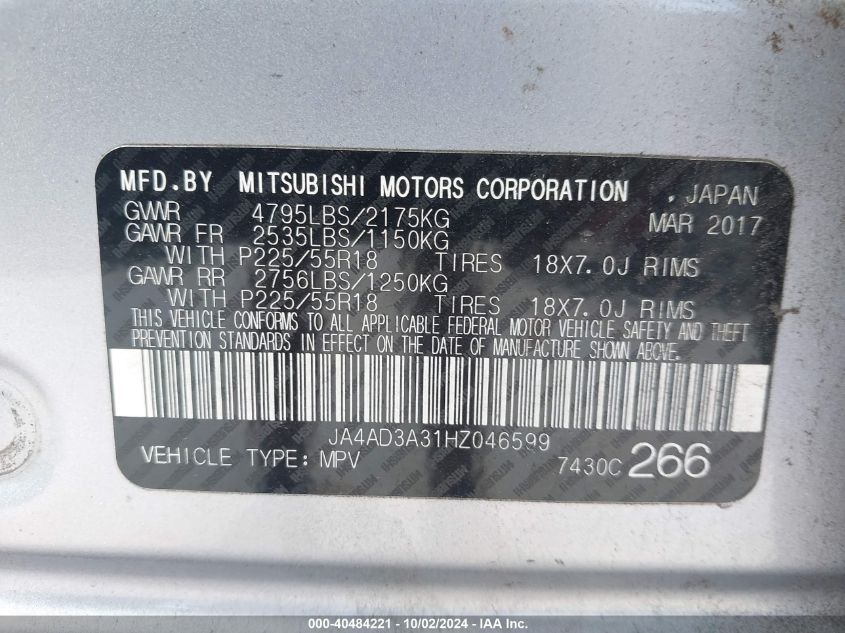 MFD.BY MITSUBISHI MOTORS CORPORATION , JAPAN
GVWR 4795LBS/2175KG MAR 2017
GAWR FR 2535LBS/1150KG
WITH P225/55R18 TIRES 18X7.0J RIMS
GAWR RR 2756LBS/1250KG
WITH P225/55R18 TIRES 18X7.0J RIMS
THIS VEHICLE CONFORMS TO ALL APPLICABLE FEDERAL MOTOR VEHICLE SAFETY AND THEFT
PREVENTION STANDARDS IN EFFECT ON THE DATE OF MANUFACTURE SHOWN ABOVE.
JA4AD3A31HZ046599
VEHICLE TYPE: MPV 7430C 266
000-40484221 - 10/02/2024 - IAA Inc.